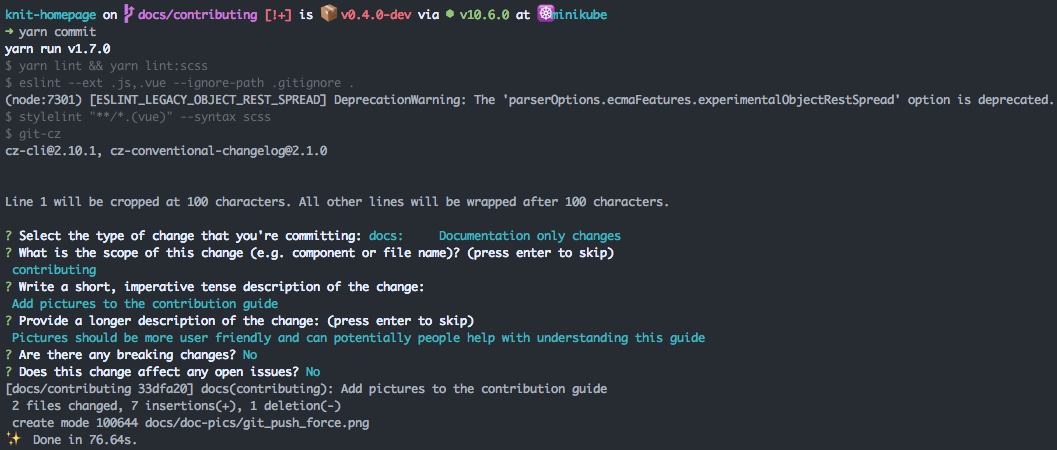 knit-homepage on docs/contributing [!+] is 📦 v0.4.0-dev via ⬢ v10.6.0 at ☸minikube
➜ yarn commit
yarn run v1.7.0
$ yarn lint && yarn lint:scss
$ eslint --ext .js,.vue --ignore-path .gitignore .
(node:7301) [ESLINT_LEGACY_OBJECT_REST_SPREAD] DeprecationWarning: The 'parserOptions.ecmaFeatures.experimentalObjectRestSpread' option is deprecated.
$ stylelint "**/*.(vue)" --syntax scss
$ git-cz
cz-cli@2.10.1, cz-conventional-changelog@2.1.0
Line 1 will be cropped at 100 characters. All other lines will be wrapped after 100 characters.
? Select the type of change that you're committing: docs:     Documentation only changes
? What is the scope of this change (e.g. component or file name)? (press enter to skip)
contributing
? Write a short, imperative tense description of the change:
Add pictures to the contribution guide
? Provide a longer description of the change: (press enter to skip)
Pictures should be more user friendly and can potentially people help with understanding this guide
? Are there any breaking changes? No
? Does this change affect any open issues? No
[docs/contributing 33dfa20] docs(contributing): Add pictures to the contribution guide
2 files changed, 7 insertions(+), 1 deletion(-)
create mode 100644 docs/doc-pics/git_push_force.png
✨  Done in 76.64s.